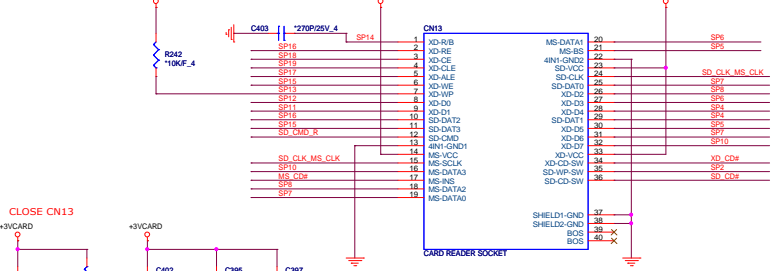 C403 *270P/25V_4 CN13
SP14 1 XD-R/B MS-DATA1 20 SP6
SP16 2 XD-RE MS-BS 21 SP5
SP18 3 XD-CE 4IN1-GND2 22
SP19 4 XD-CLE SD-VCC 23
SP17 5 XD-ALE SD-CLK 24 SD_CLK_MS_CLK
SP15 6 XD-WE SD-DAT0 25 SP7
SP13 7 XD-WP XD-D2 26 SP8
SP12 8 XD-D0 XD-D3 27 SP6
SP11 9 XD-D1 XD-D4 28 SP4
SP16 10 SD-DAT2 SD-DAT1 29 SP4
SP15 11 SD-DAT3 XD-D5 30 SP5
SD_CMD_R 12 SD-CMD XD-D6 31 SP7
13 4IN1-GND1 XD-D7 32 SP10
14 MS-VCC XD-VCC 33
SD_CLK_MS_CLK 15 MS-SCLK XD-CD-SW 34 XD_CD#
SP10 16 MS-DATA3 SD-WP-SW 35 SP2
MS_CD# 17 MS-INS SD-CD-SW 36 SD_CD#
SP8 18 MS-DATA2
SP7 19 MS-DATA0
SHIELD1-GND 37
SHIELD2-GND 38
BOS 39
BOS 40
CARD READER SOCKET
R242
*10K/F_4
CLOSE CN13
+3VCARD +3VCARD
C402 C395 C397